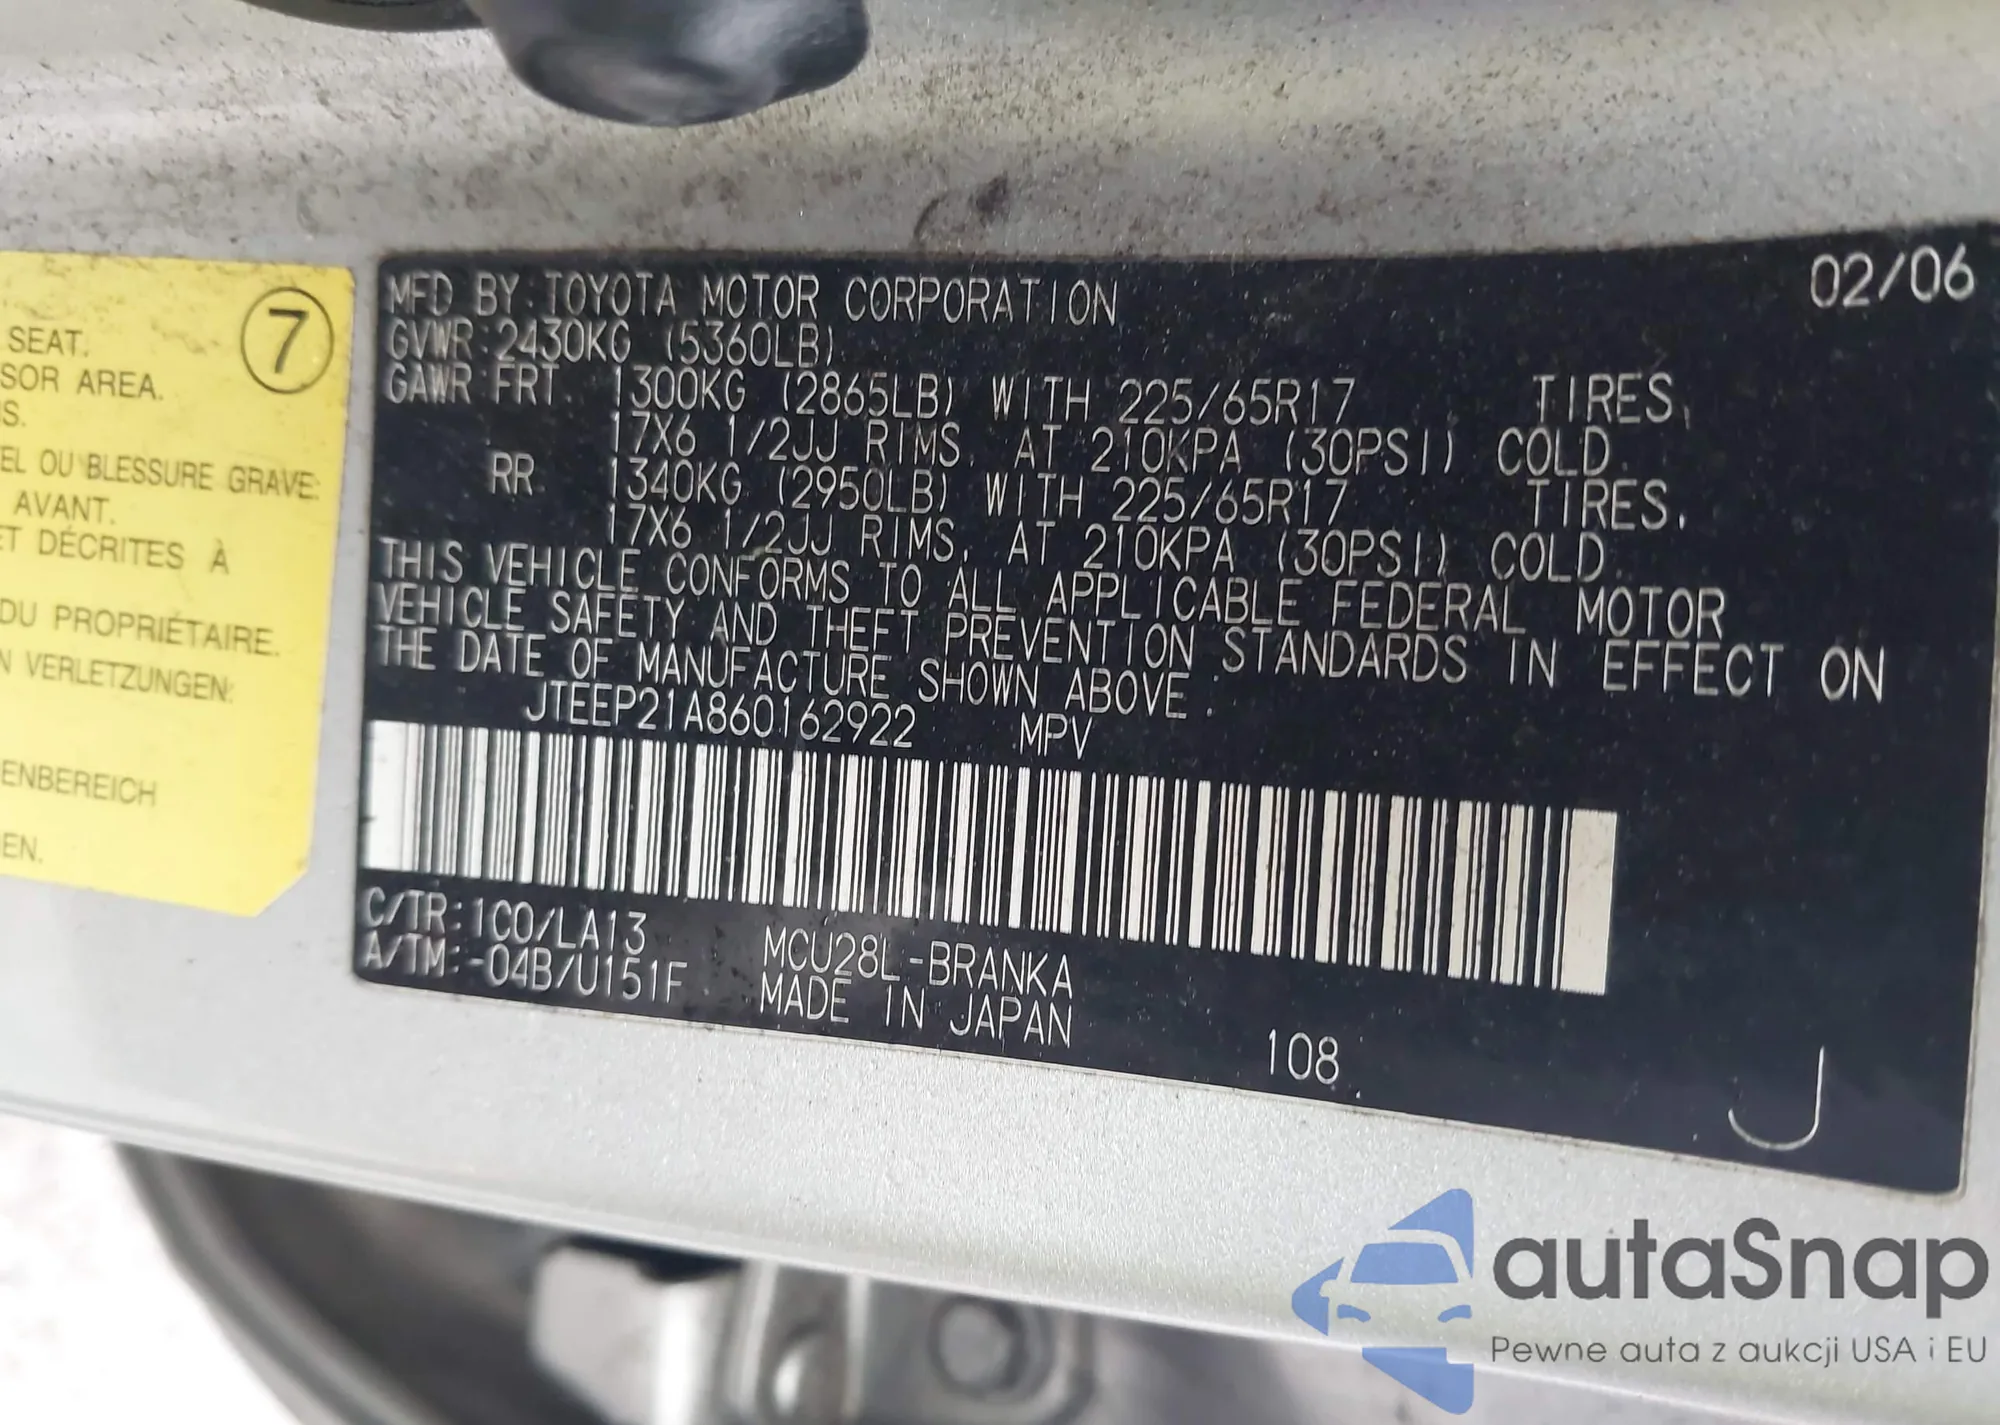 7
SEAT.
SOR AREA.
S.
EL OU BLESSURE GRAVE:
AVANT.
ET DÉCRITES À
DU PROPRIÉTAIRE.
N VERLETZUNGEN:
ENBEREICH
EN.
02/06
MFD BY: TOYOTA MOTOR CORPORATION
GVWR: 2430KG (5360LB)
GAWR FRT. 1300KG (2865LB) WITH 225/65R17 TIRES,
17X6 1/2JJ RIMS, AT 210KPA (30PSI) COLD.
RR. 1340KG (2950LB) WITH 225/65R17 TIRES,
17X6 1/2JJ RIMS, AT 210KPA (30PSI) COLD.
THIS VEHICLE CONFORMS TO ALL APPLICABLE FEDERAL MOTOR
VEHICLE SAFETY AND THEFT PREVENTION STANDARDS IN EFFECT ON
THE DATE OF MANUFACTURE SHOWN ABOVE.
JTEEP21A860162922 MPV
C/TR: 1C0/LA13
A/TM: -04B/U151F
MCU28L-BRANKA
MADE IN JAPAN
108
J
autaSnap
Pewne auta z aukcji USA i EU